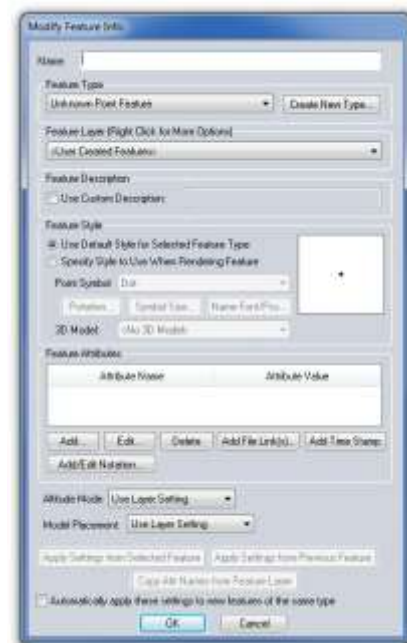 Modify Feature Info
Name
Feature Type
Unknown Point Feature
Create New Type...
Feature Layer (Right Click for More Options)
<User Created Features>
Feature Description
Use Custom Description
Feature Style
Use Default Style for Selected Feature Type
Specify Style to Use When Rendering Feature
Point Symbol Dot
Rotation... Symbol Size... Name Font/Pos...
3D Model: <No 3D Model>
Feature Attributes
Attribute Name Attribute Value
Add... Edit... Delete Add File Link(s)... Add Time Stamp
Add/Edit Notation...
Altitude Mode Use Layer Setting
Model Placement Use Layer Setting
Apply Settings from Selected Feature Apply Settings from Previous Feature
Copy Attr Names from Feature Layer
Automatically apply these settings to new features of the same type
OK Cancel